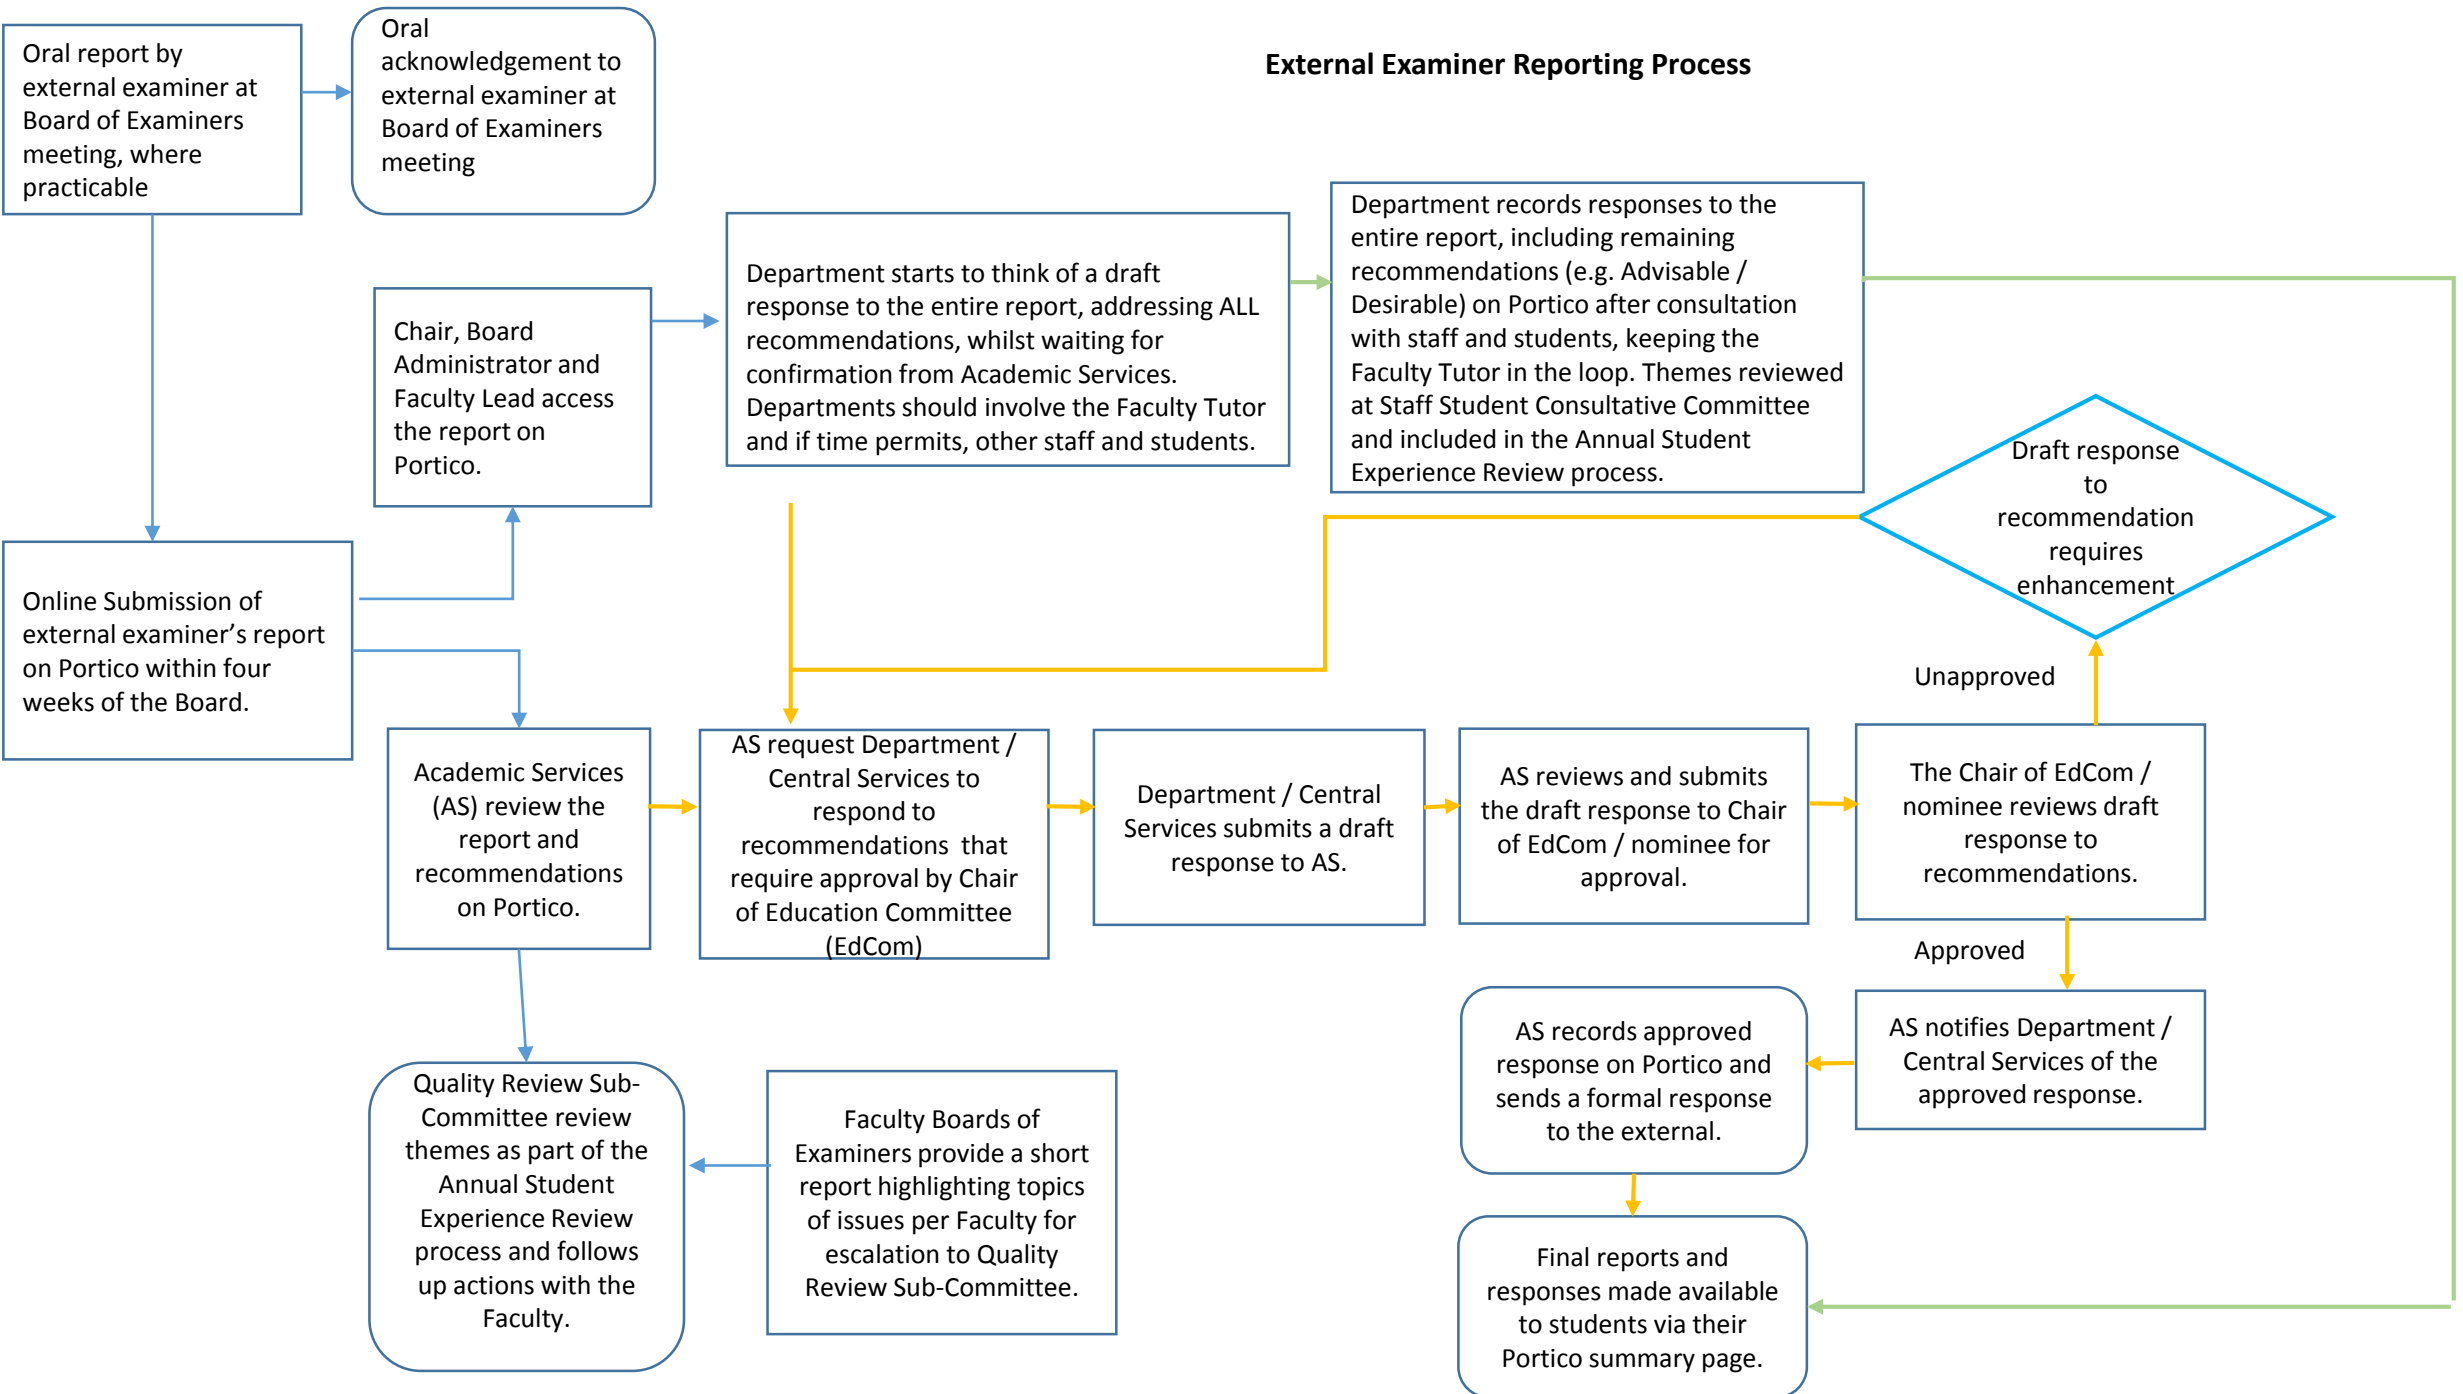 External Examiner Reporting Process
Oral report by
external examiner at
Board of Examiners
meeting, where
practicable
Oral
acknowledgement to
external examiner at
Board of Examiners
meeting
Chair, Board
Administrator and
Faculty Lead access
the report on
Portico.
Department starts to think of a draft
response to the entire report, addressing ALL
recommendations, whilst waiting for
confirmation from Academic Services.
Departments should involve the Faculty Tutor
and if time permits, other staff and students.
Department records responses to the
entire report, including remaining
recommendations (e.g. Advisable /
Desirable) on Portico after consultation
with staff and students, keeping the
Faculty Tutor in the loop. Themes reviewed
at Staff Student Consultative Committee
and included in the Annual Student
Experience Review process.
Draft response
to
recommendation
requires
enhancement
Online Submission of
external examiner’s report
on Portico within four
weeks of the Board.
Unapproved
Academic Services
(AS) review the
report and
recommendations
on Portico.
AS request Department /
Central Services to
respond to
recommendations  that
require approval by Chair
of Education Committee
(EdCom)
Department / Central
Services submits a draft
response to AS.
AS reviews and submits
the draft response to Chair
of EdCom / nominee for
approval.
The Chair of EdCom /
nominee reviews draft
response to
recommendations.
Approved
AS records approved
response on Portico and
sends a formal response
to the external.
AS notifies Department /
Central Services of the
approved response.
Quality Review Sub-
Committee review
themes as part of the
Annual Student
Experience Review
process and follows
up actions with the
Faculty.
Faculty Boards of
Examiners provide a short
report highlighting topics
of issues per Faculty for
escalation to Quality
Review Sub-Committee.
Final reports and
responses made available
to students via their
Portico summary page.